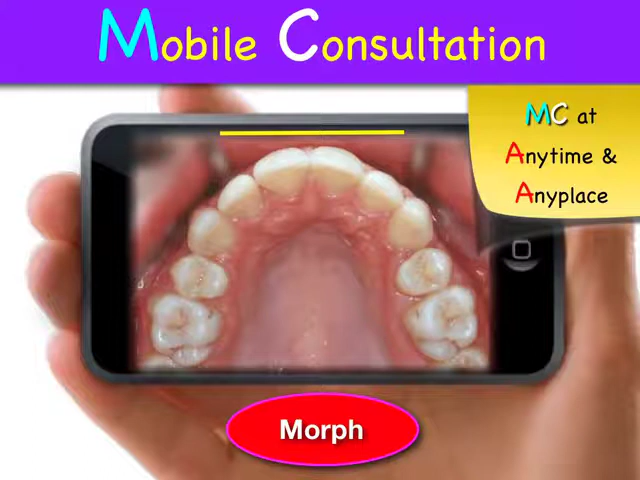 Mobile Consultation
MC at
Anytime &
Anyplace
Morph